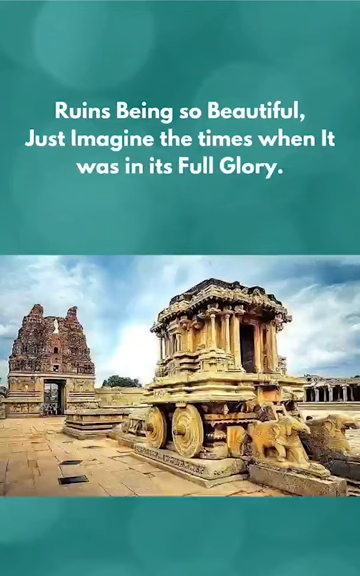 Ruins Being so Beautiful,
Just Imagine the times when It
was in its Full Glory.